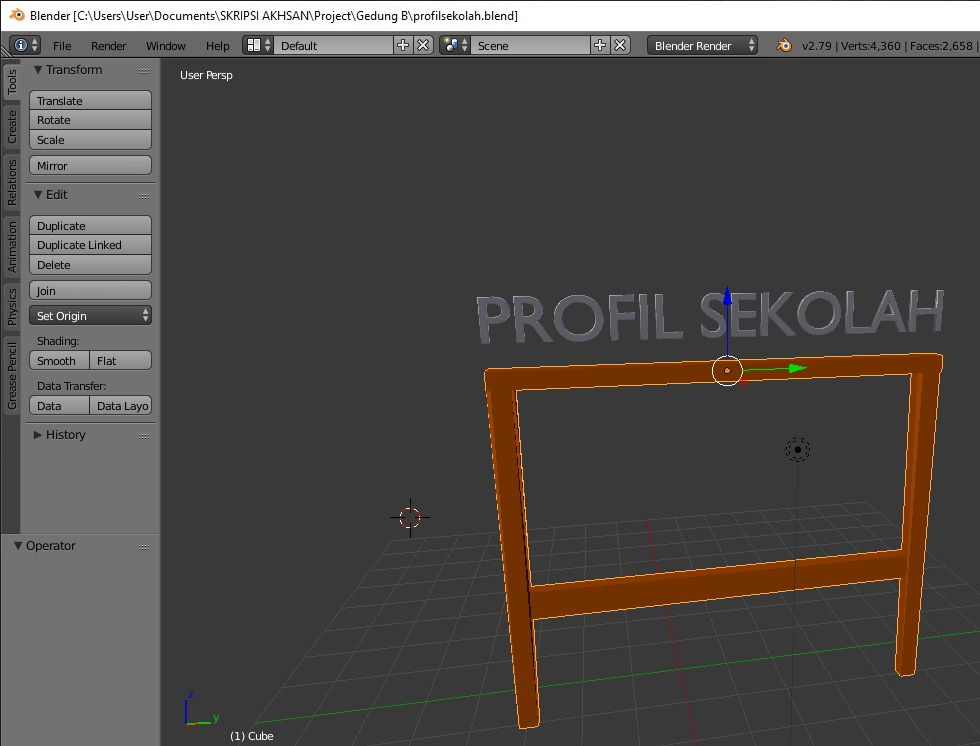 Blender [C:\Users\User\Documents\SKRIPSI AKHSAN\Project\Gedung B\profilsekolah.blend]
File Render Window Help Default Scene Blender Render v2.79 | Verts:4,360 | Faces:2,658 |
Tools
Create
Relations
Animation
Physics
Grease Pencil
Transform
Translate
Rotate
Scale
Mirror
Edit
Duplicate
Duplicate Linked
Delete
Join
Set Origin
Shading:
Smooth Flat
Data Transfer:
Data Data Layo
History
Operator
User Persp
PROFIL SEKOLAH
z
y
(1) Cube